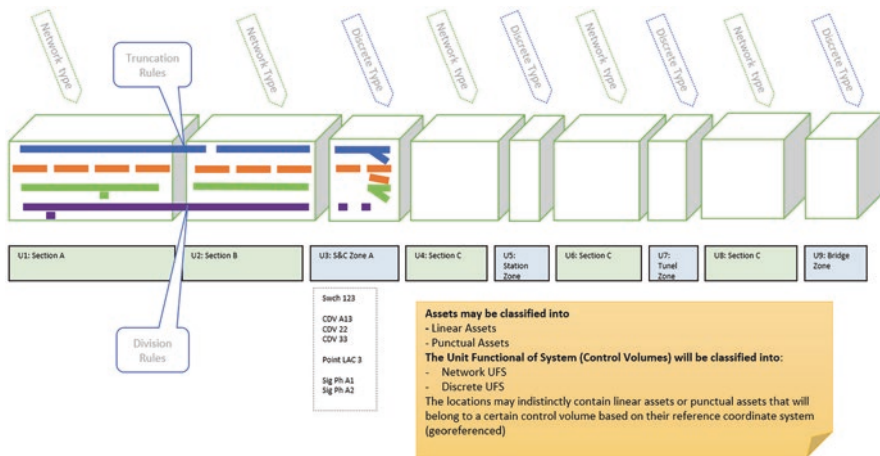 Network type
Network Type
Discrete Type
Network type
Discrete Type
Network type
Discrete Type
Network type
Discrete Type
Truncation
Rules
U1: Section A
U2: Section B
U3: S&C Zone A
U4: Section C
U5:
Station
Zone
U6: Section C
U7:
Tunel
Zone
U8: Section C
U9: Bridge
Zone
Division
Rules
Swch 123
CDV A13
CDV 22
CDV 33
Point LAC 3
Sig Ph A1
Sig Ph A2
Assets may be classified into
- Linear Assets
- Punctual Assets
The Unit Functional of System (Control Volumes) will be classified into:
- Network UFS
- Discrete UFS
The locations may indistinctly contain linear assets or punctual assets that will
belong to a certain control volume based on their reference coordinate system
(georeferenced)